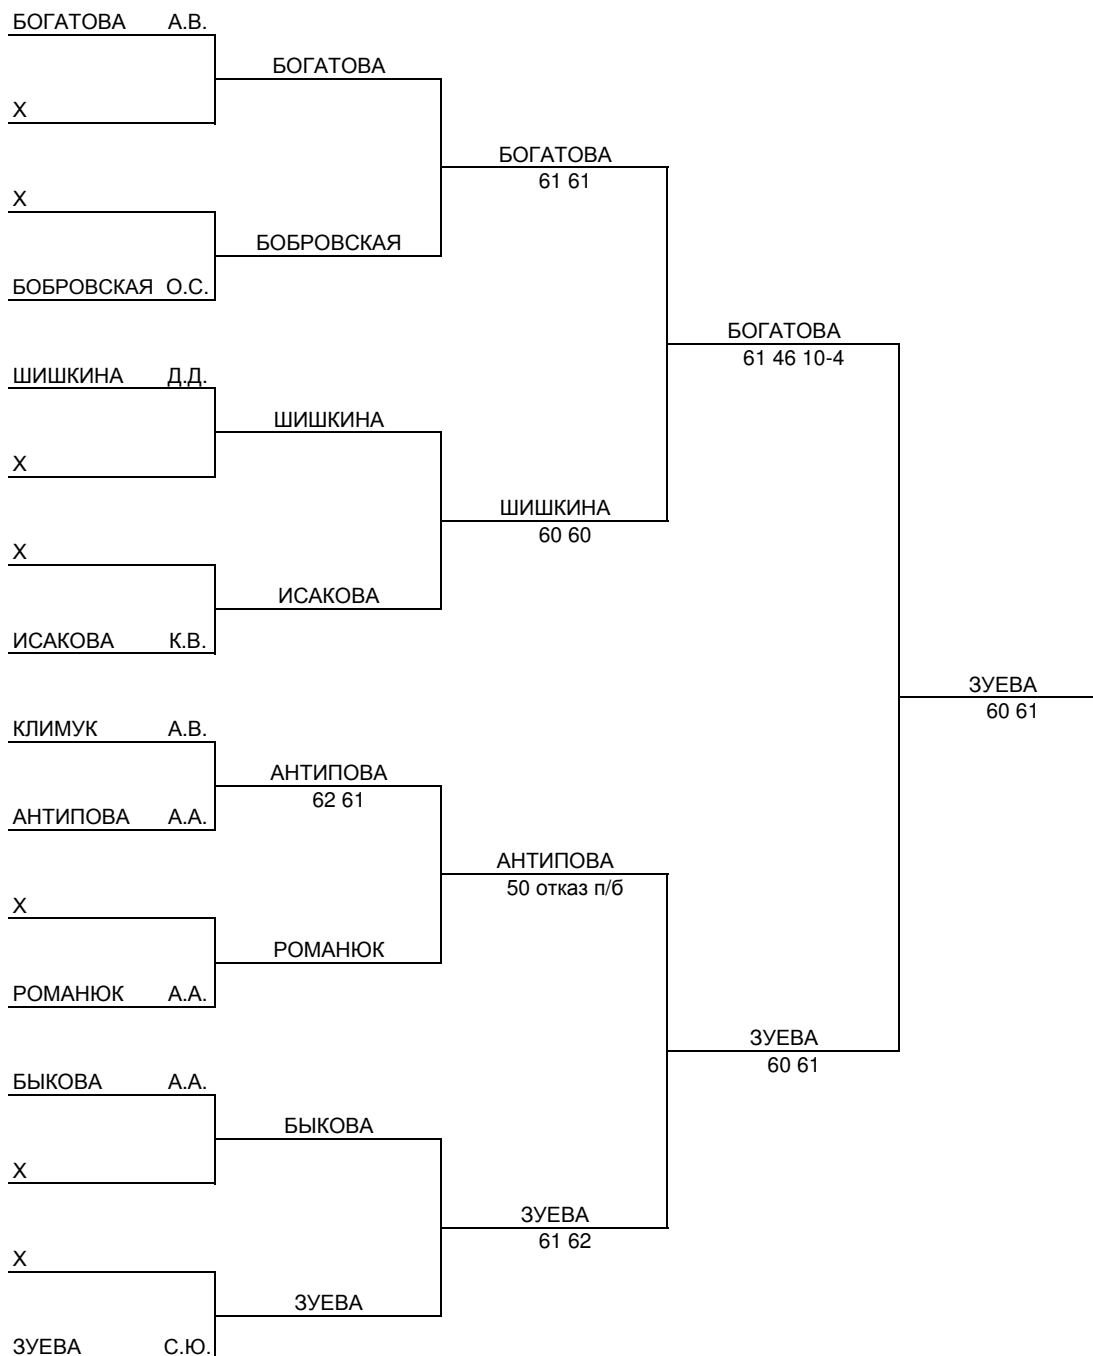 БОГАТОВА А.В.
БОГАТОВА
Х
БОГАТОВА
61 61
Х
БОБРОВСКАЯ
БОБРОВСКАЯ О.С.
БОГАТОВА
61 46 10-4
ШИШКИНА Д.Д.
ШИШКИНА
Х
ШИШКИНА
60 60
Х
ИСАКОВА
ИСАКОВА К.В.
ЗУЕВА
60 61
КЛИМУК А.В.
АНТИПОВА
62 61
АНТИПОВА А.А.
АНТИПОВА
50 отказ п/б
Х
РОМАНЮК
РОМАНЮК А.А.
ЗУЕВА
60 61
БЫКОВА А.А.
БЫКОВА
Х
ЗУЕВА
61 62
Х
ЗУЕВА
ЗУЕВА С.Ю.